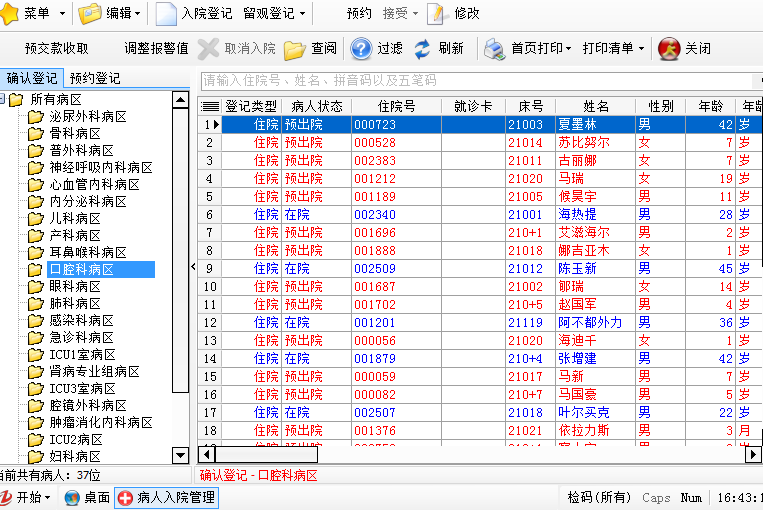 菜单 编辑 入院登记 留观登记 预约 接受 修改
预交款收取 调整报警值 取消入院 查阅 过滤 刷新 首页打印 打印清单 关闭
确认登记 预约登记
请输入住院号、姓名、拼音码以及五笔码
所有病区
泌尿外科病区
骨科病区
普外科病区
神经呼吸内科病区
心血管内科病区
内分泌科病区
儿科病区
产科病区
耳鼻喉科病区
口腔科病区
眼科病区
肺科病区
感染科病区
急诊科病区
ICU1室病区
肾病专业组病区
ICU3室病区
腔镜外科病区
肿瘤消化内科病区
ICU2病区
妇科病区
登记类型 病人状态 住院号 就诊卡 床号 姓名 性别 年龄 年龄
1 住院 预出院 000723 21003 夏墨林 男 42 岁
2 住院 预出院 000528 21014 苏比努尔 女 7 岁
3 住院 预出院 002383 21011 古丽娜 女 7 岁
4 住院 预出院 001212 21020 马瑞 女 19 岁
5 住院 预出院 001189 21005 候昊宇 男 11 岁
6 住院 在院 002340 21001 海热提 男 28 岁
7 住院 预出院 001696 210+1 艾滋海尔 男 2 岁
8 住院 预出院 001888 21018 娜吉亚木 女 1 岁
9 住院 在院 002509 21012 陈玉新 男 45 岁
10 住院 预出院 001687 21002 郇瑞 女 14 岁
11 住院 预出院 001702 210+5 赵国军 男 4 岁
12 住院 在院 001201 21119 阿不都外力 男 36 岁
13 住院 预出院 000056 21020 海迪千 女 1 岁
14 住院 在院 001879 210+4 张增建 男 42 岁
15 住院 预出院 000059 21017 马新 男 7 岁
16 住院 预出院 000082 210+7 马国豪 男 5 岁
17 住院 在院 002507 21018 叶尔买克 男 22 岁
18 住院 预出院 001376 21021 依拉力斯 男 3 月
当前共有病人: 37位 确认登记 - 口腔科病区
开始 桌面 病人入院管理 检码(所有) Caps Num 16:43:1